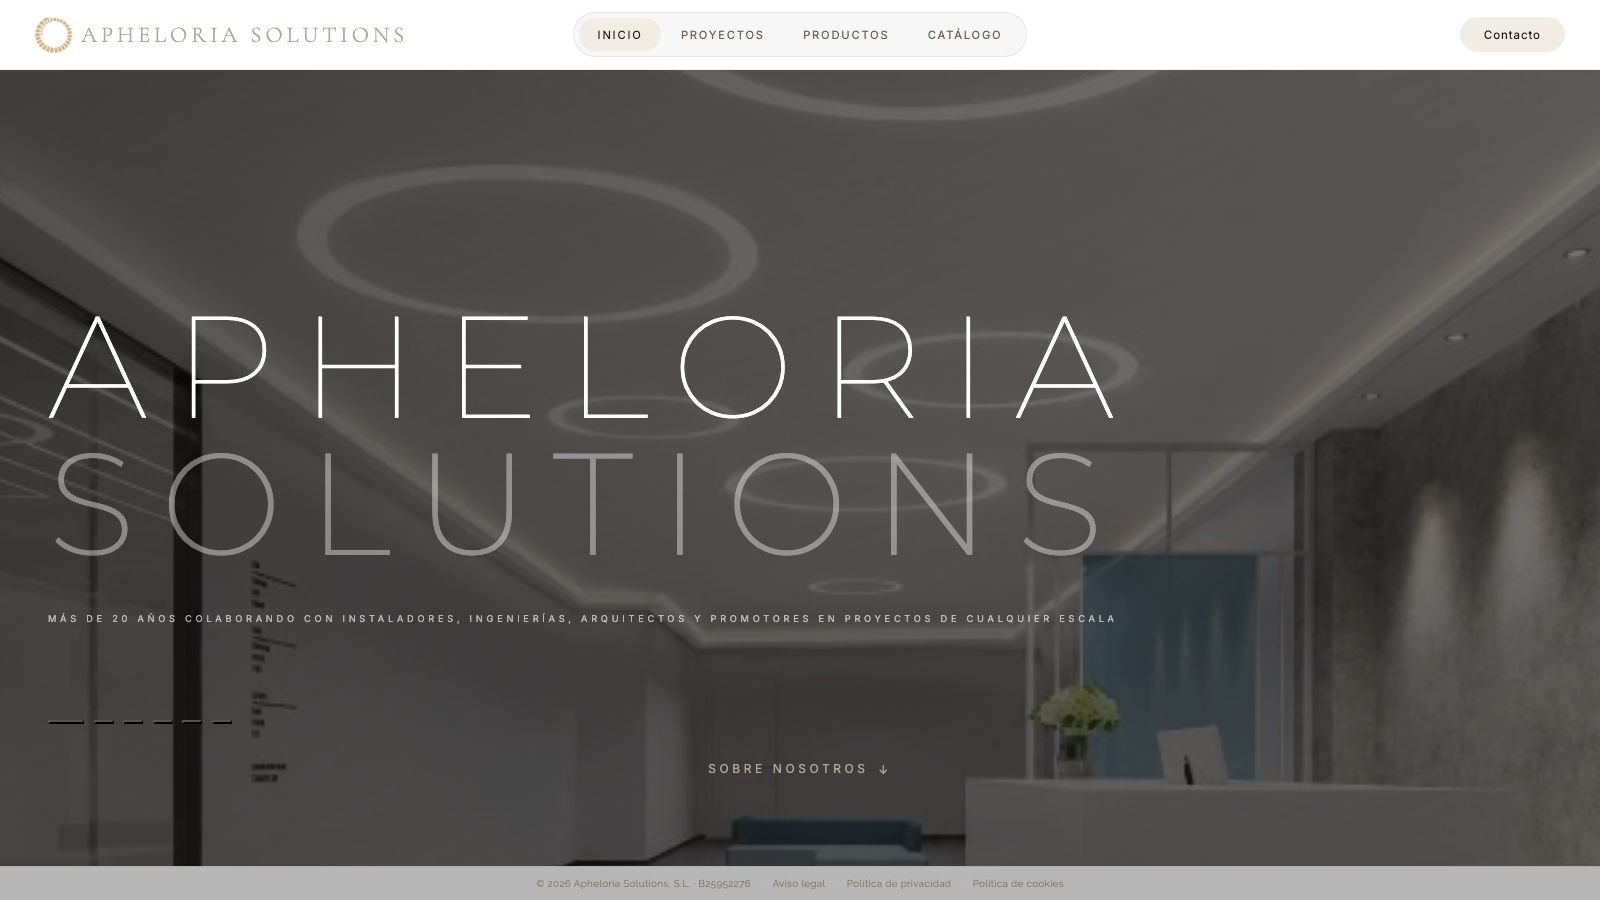 APHELORIA SOLUTIONS
INICIO
PROYECTOS
PRODUCTOS
CATÁLOGO
Contacto
APHELORIA
SOLUTIONS
MÁS DE 20 AÑOS COLABORANDO CON INSTALADORES, INGENIERÍAS, ARQUITECTOS Y PROMOTORES EN PROYECTOS DE CUALQUIER ESCALA
SOBRE NOSOTROS ↓
© 2026 Apheloria Solutions, S.L. · B25952276
Aviso legal
Política de privacidad
Política de cookies